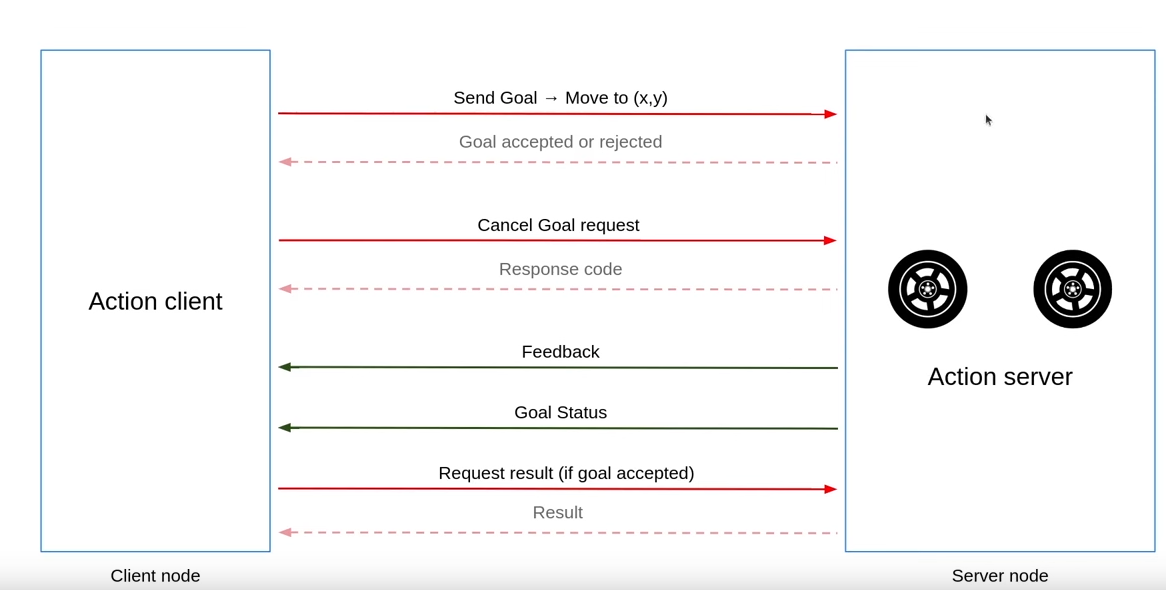 Send Goal → Move to (x,y)
Goal accepted or rejected
Cancel Goal request
Response code
Action client
Feedback
Action server
Goal Status
Request result (if goal accepted)
Result
Client node
Server node